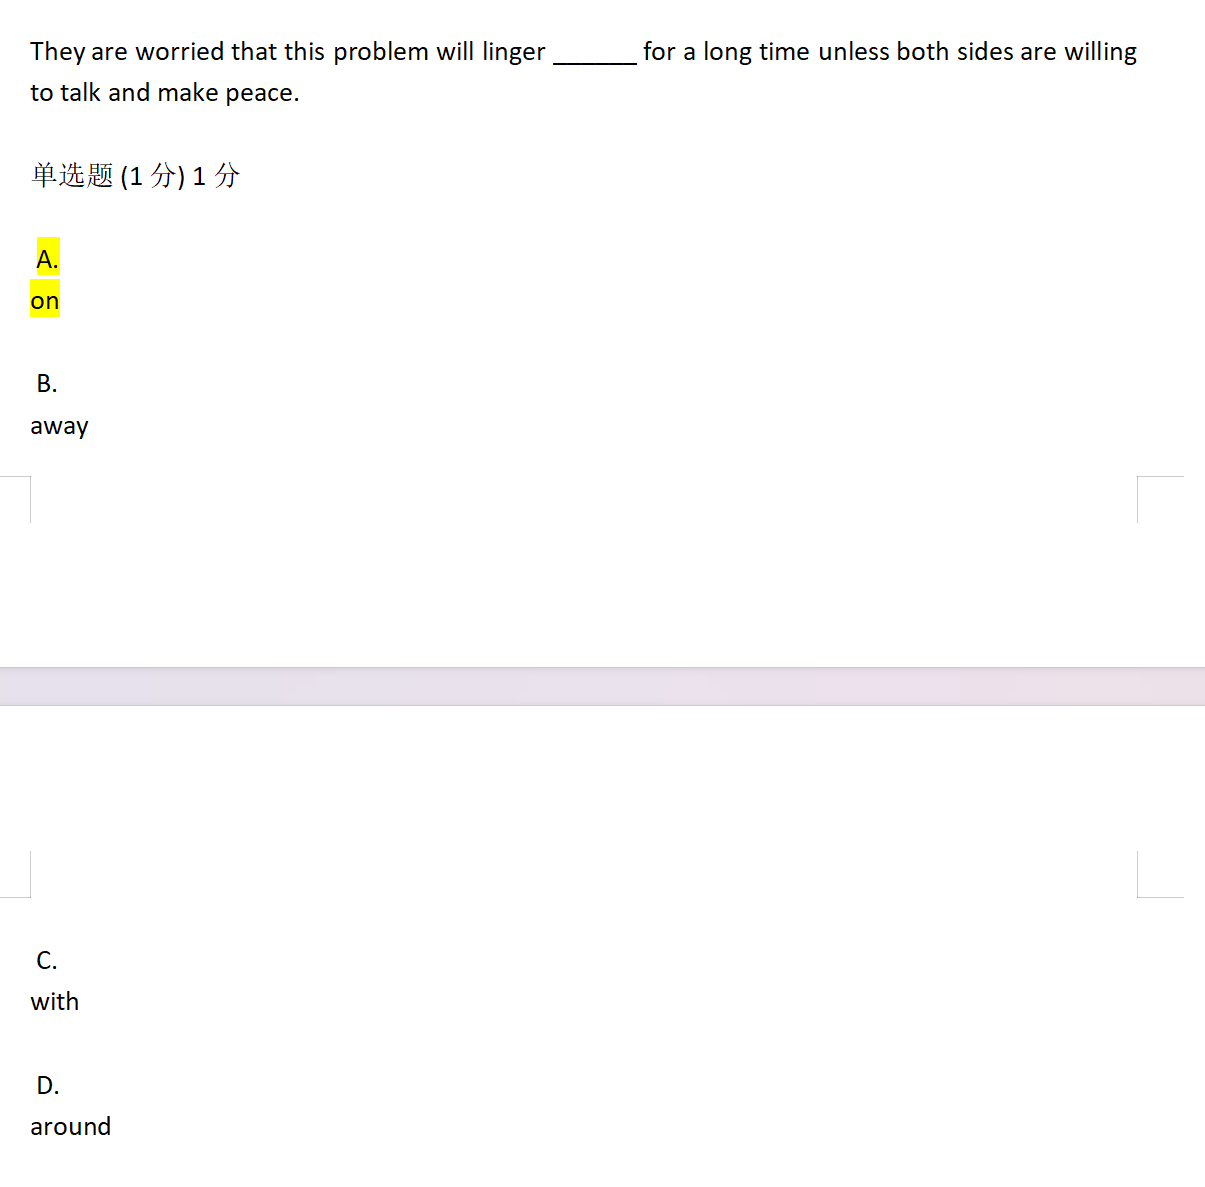 They are worried that this problem will linger ______ for a long time unless both sides are willing
to talk and make peace.
单选题 (1 分) 1 分
A.
on
B.
away
C.
with
D.
around